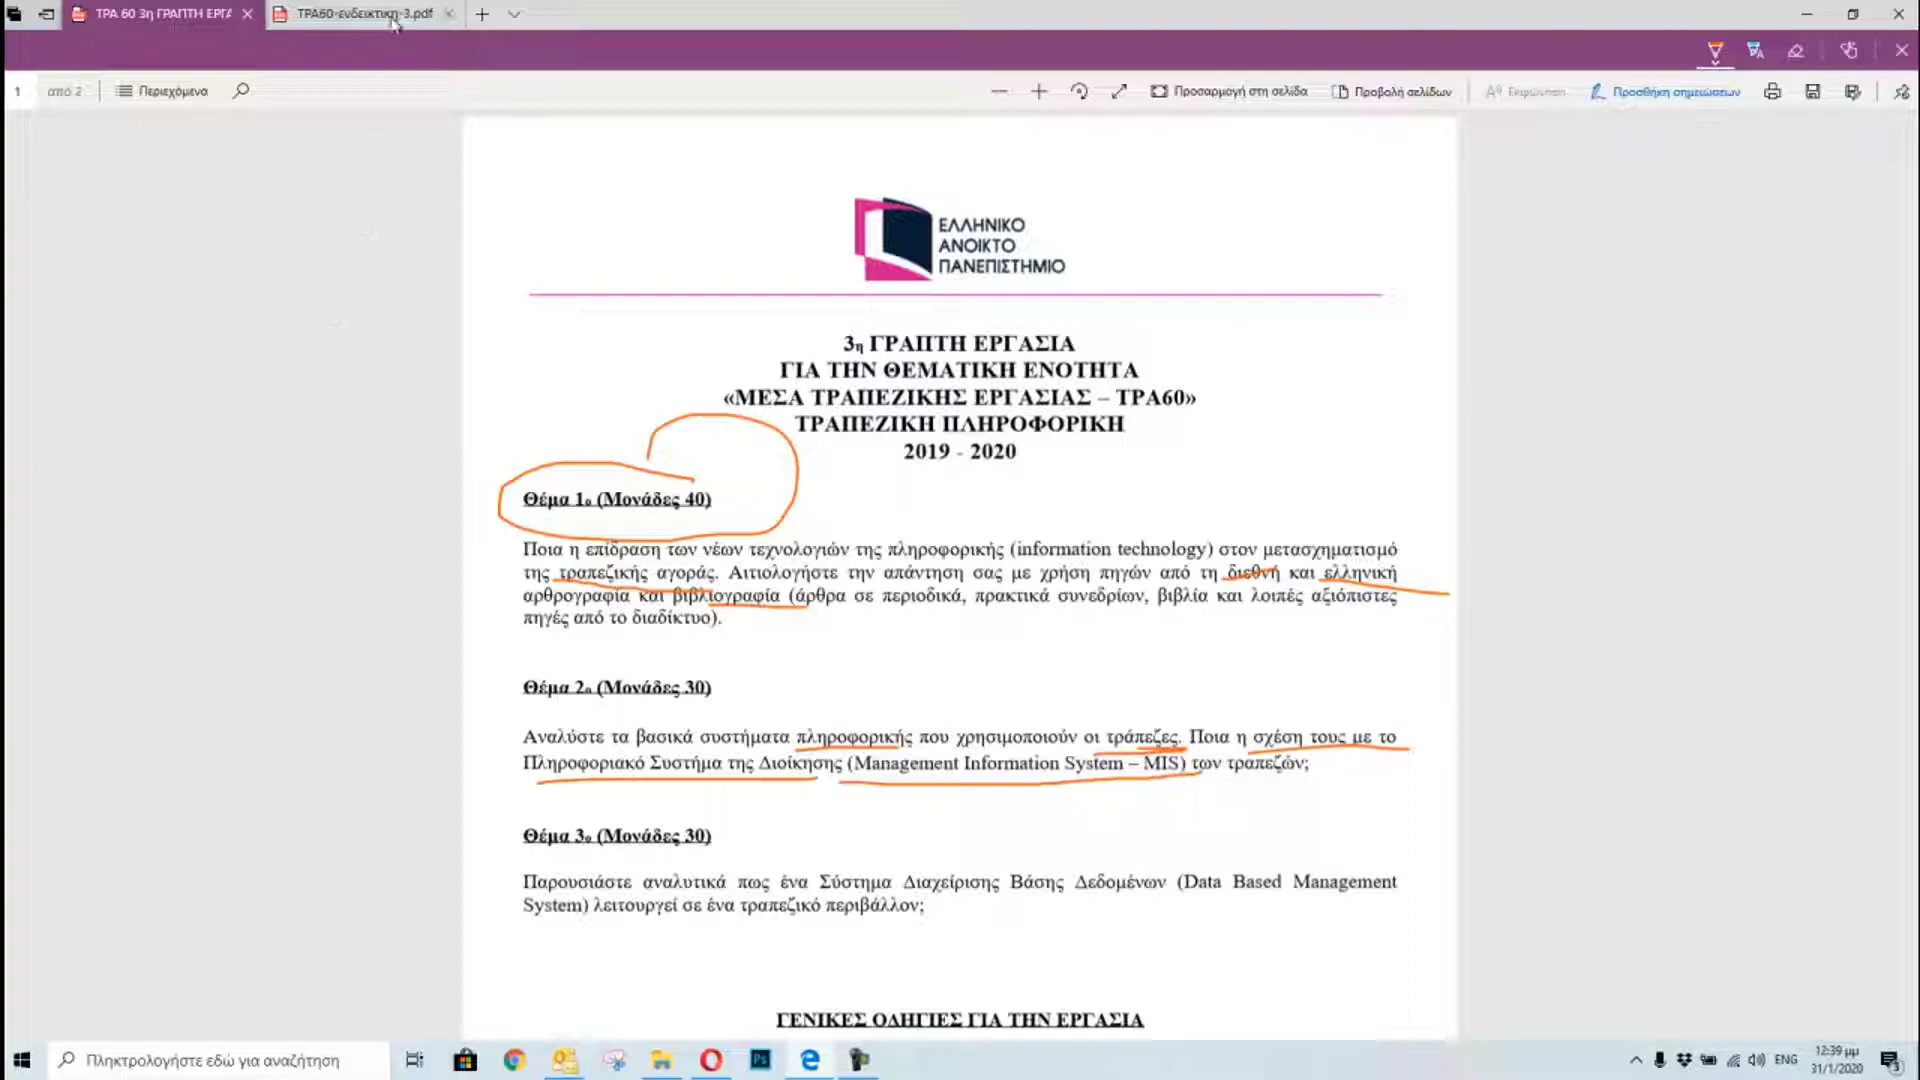 ΤΡΑ 60 3η ΓΡΑΠΤΗ ΕΡΓΑ
ΤΡΑ60-ενδεικτικη-3.pdf
1 από 2
Περιεχόμενα
Προσαρμογή στη σελίδα
Προβολή σελίδων
Εκφώνηση
Προσθήκη σημειώσεων
ΕΛΛΗΝΙΚΟ
ΑΝΟΙΚΤΟ
ΠΑΝΕΠΙΣΤΗΜΙΟ
3η ΓΡΑΠΤΗ ΕΡΓΑΣΙΑ
ΓΙΑ ΤΗΝ ΘΕΜΑΤΙΚΗ ΕΝΟΤΗΤΑ
«ΜΕΣΑ ΤΡΑΠΕΖΙΚΗΣ ΕΡΓΑΣΙΑΣ – ΤΡΑ60»
ΤΡΑΠΕΖΙΚΗ ΠΛΗΡΟΦΟΡΙΚΗ
2019 - 2020
Θέμα 1ο (Μονάδες 40)
Ποια η επίδραση των νέων τεχνολογιών της πληροφορικής (information technology) στον μετασχηματισμό
της τραπεζικής αγοράς. Αιτιολογήστε την απάντηση σας με χρήση πηγών από τη διεθνή και ελληνική
αρθρογραφία και βιβλιογραφία (άρθρα σε περιοδικά, πρακτικά συνεδρίων, βιβλία και λοιπές αξιόπιστες
πηγές από το διαδίκτυο).
Θέμα 2ο (Μονάδες 30)
Αναλύστε τα βασικά συστήματα πληροφορικής που χρησιμοποιούν οι τράπεζες. Ποια η σχέση τους με το
Πληροφοριακό Σύστημα της Διοίκησης (Management Information System – MIS) των τραπεζών;
Θέμα 3ο (Μονάδες 30)
Παρουσιάστε αναλυτικά πως ένα Σύστημα Διαχείρισης Βάσης Δεδομένων (Data Based Management
System) λειτουργεί σε ένα τραπεζικό περιβάλλον;
ΓΕΝΙΚΕΣ ΟΔΗΓΙΕΣ ΓΙΑ ΤΗΝ ΕΡΓΑΣΙΑ
Πληκτρολογήστε εδώ για αναζήτηση
Ps
ENG
12:39 μμ
31/1/2020
3